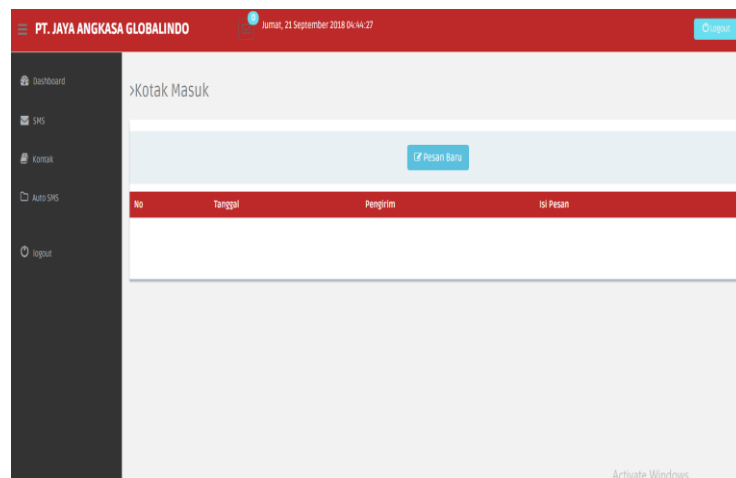 PT. JAYA ANGKASA GLOBALINDO
0
Jumat, 21 September 2018 04:44:27
Logout
Dashboard
SMS
Kontak
Auto SMS
logout
>Kotak Masuk
Pesan Baru
No Tanggal Pengirim Isi Pesan
Activate Windows